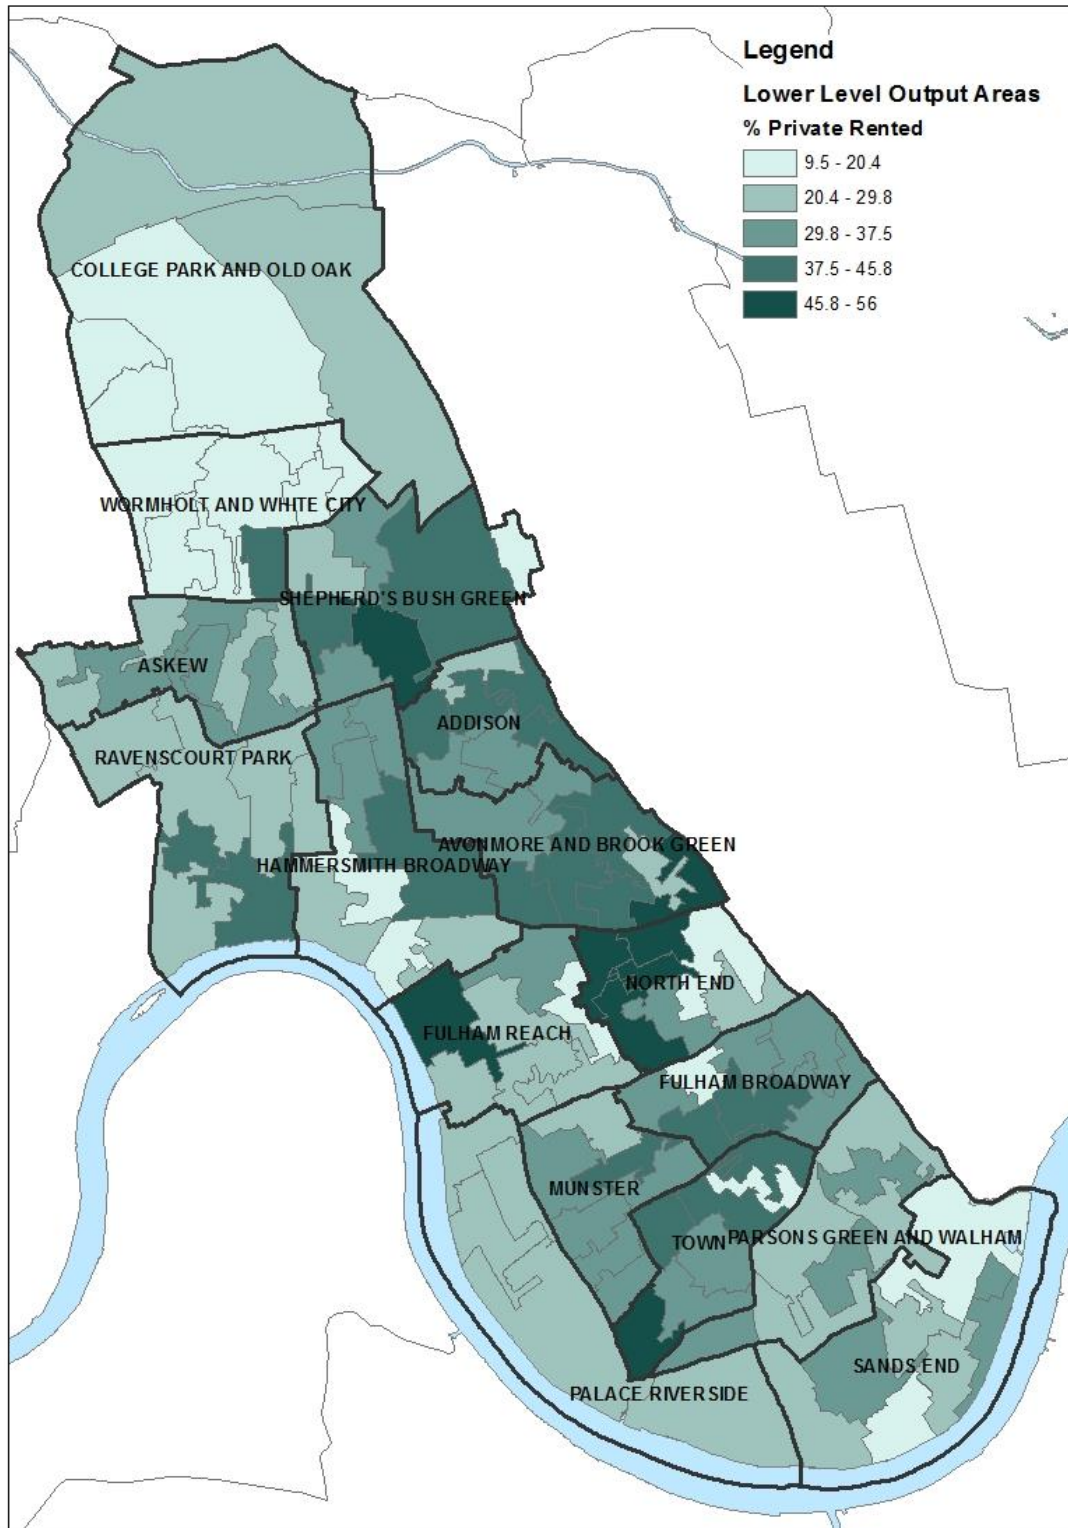 Legend
Lower Level Output Areas
% Private Rented
9.5 - 20.4
20.4 - 29.8
29.8 - 37.5
37.5 - 45.8
45.8 - 56
COLLEGE PARK AND OLD OAK
WORMHOLT AND WHITE CITY
SHEPHERD'S BUSH GREEN
ASKEW
ADDISON
RAVENSCOURT PARK
AVONMORE AND BROOK GREEN
HAMMERSMITH BROADWAY
NORTH END
FULHAM REACH
FULHAM BROADWAY
MUNSTER
TOWN
PARSONS GREEN AND WALHAM
SANDS END
PALACE RIVERSIDE